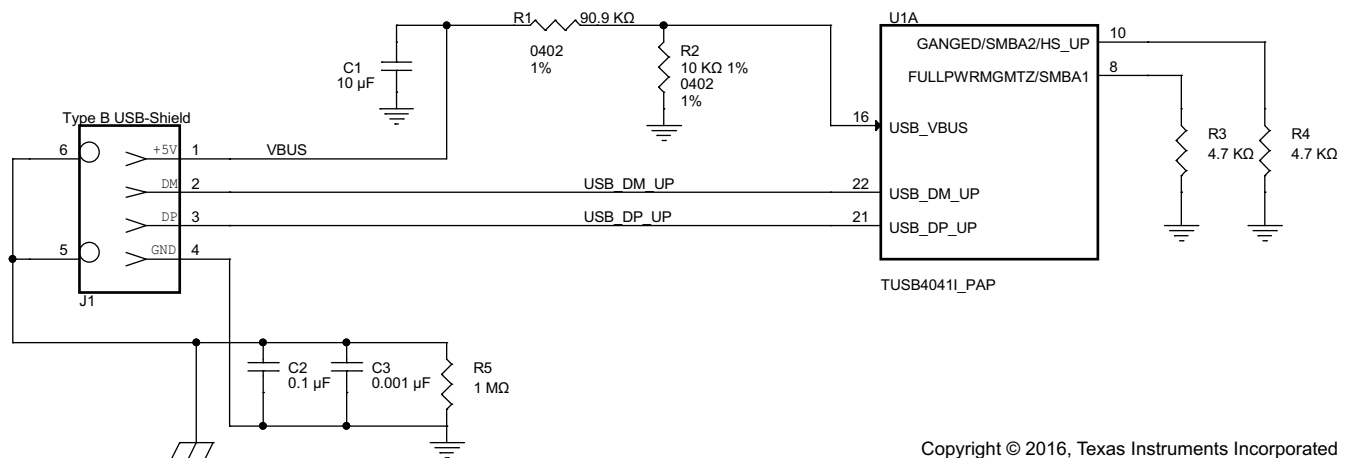 R1 90.9 KΩ
0402
1%
C1
10 µF
R2
10 KΩ 1%
0402
1%
U1A
GANGED/SMBA2/HS_UP 10
FULLPWRMGMTZ/SMBA1 8
16 USB_VBUS
22 USB_DM_UP
21 USB_DP_UP
TUSB4041I_PAP
R3
4.7 KΩ
R4
4.7 KΩ
Type B USB-Shield
6 +5V 1 VBUS
DM 2 USB_DM_UP
DP 3 USB_DP_UP
5 GND 4
J1
C2
0.1 µF
C3
0.001 µF
R5
1 MΩ
Copyright © 2016, Texas Instruments Incorporated